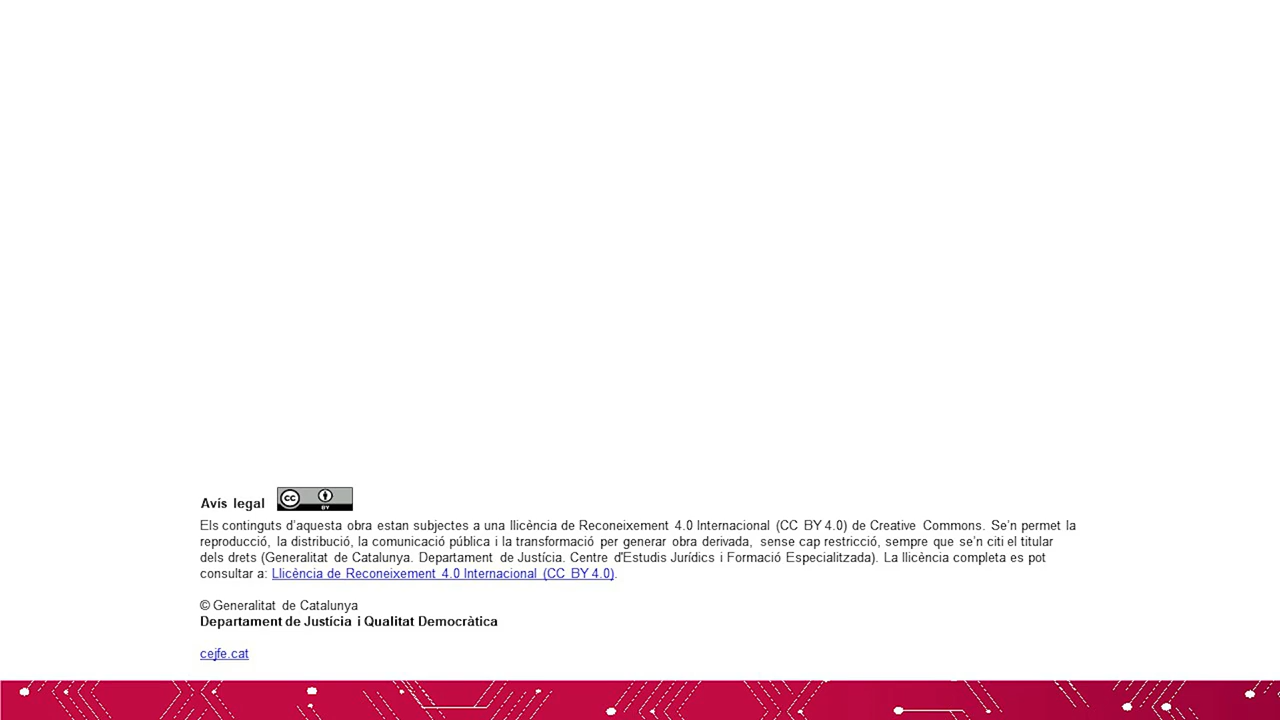 Avís legal
cc
BY
Els continguts d'aquesta obra estan subjectes a una llicència de Reconeixement 4.0 Internacional (CC BY 4.0) de Creative Commons. Se'n permet la
reproducció, la distribució, la comunicació pública i la transformació per generar obra derivada, sense cap restricció, sempre que se'n citi el titular
dels drets (Generalitat de Catalunya. Departament de Justícia. Centre d'Estudis Jurídics i Formació Especialitzada). La llicència completa es pot
consultar a: Llicència de Reconeixement 4.0 Internacional (CC BY 4.0).
© Generalitat de Catalunya
Departament de Justícia i Qualitat Democràtica
cejfe.cat